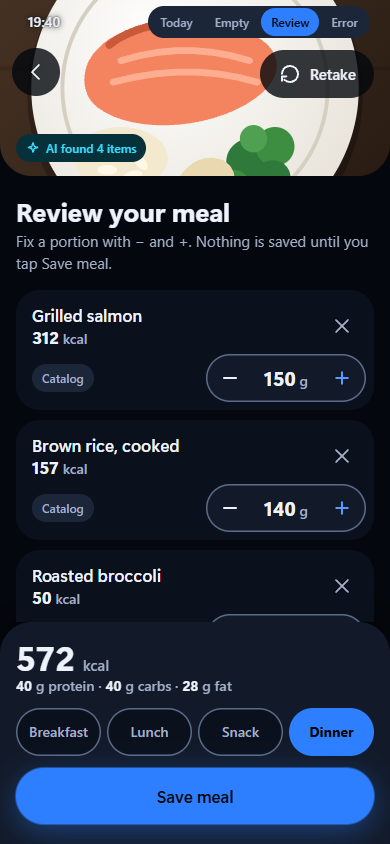 19:40
Today Empty Review Error
Retake
AI found 4 items
Review your meal
Fix a portion with − and +. Nothing is saved until you
tap Save meal.
Grilled salmon
312 kcal
Catalog
− 150 g +
Brown rice, cooked
157 kcal
Catalog
− 140 g +
Roasted broccoli
50 kcal
572 kcal
40 g protein · 40 g carbs · 28 g fat
Breakfast Lunch Snack Dinner
Save meal